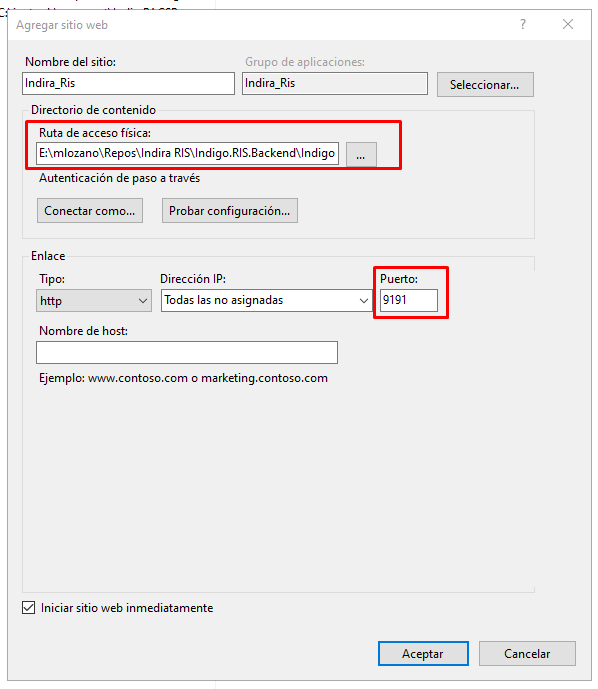 Agregar sitio web
?
Nombre del sitio:
Grupo de aplicaciones:
Indira_Ris
Indira_Ris
Seleccionar...
Directorio de contenido
Ruta de acceso física:
E:\mlozano\Repos\Indira RIS\Indigo.RIS.Backend\Indigo
...
Autenticación de paso a través
Conectar como...
Probar configuración...
Enlace
Tipo:
Dirección IP:
Puerto:
http
Todas las no asignadas
9191
Nombre de host:
Ejemplo: www.contoso.com o marketing.contoso.com
Iniciar sitio web inmediatamente
Aceptar
Cancelar